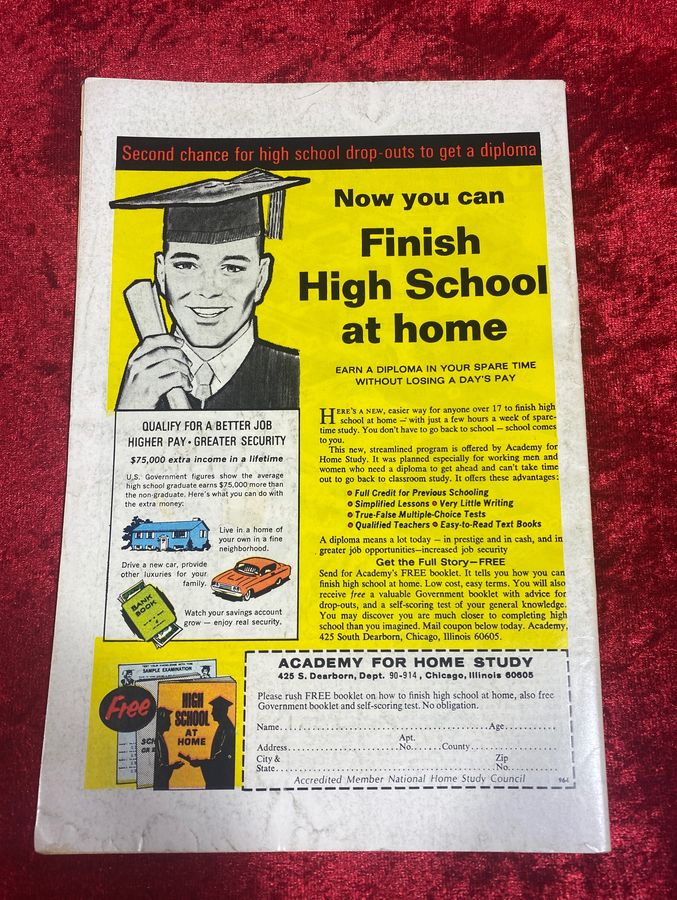 Second chance for high school drop-outs to get a diploma
Now you can
Finish
High School
at home
EARN A DIPLOMA IN YOUR SPARE TIME
WITHOUT LOSING A DAY'S PAY
HERE'S A NEW, easier way for anyone over 17 to finish high
school at home — with just a few hours a week of spare-
time study. You don't have to go back to school — school comes
to you.
This new, streamlined program is offered by Academy for
Home Study. It was planned especially for working men and
women who need a diploma to get ahead and can't take time
out to go back to classroom study. It offers these advantages:
Full Credit for Previous Schooling
Simplified Lessons Very Little Writing
True-False Multiple-Choice Tests
Qualified Teachers Easy-to-Read Text Books
A diploma means a lot today — in prestige and in cash, and in
greater job opportunities—increased job security
Get the Full Story—FREE
Send for Academy's FREE booklet. It tells you how you can
finish high school at home. Low cost, easy terms. You will also
receive free a valuable Government booklet with advice for
drop-outs, and a self-scoring test of your general knowledge.
You may discover you are much closer to completing high
school than you imagined. Mail coupon below today. Academy,
425 South Dearborn, Chicago, Illinois 60605.
QUALIFY FOR A BETTER JOB
HIGHER PAY • GREATER SECURITY
$75,000 extra income in a lifetime
U.S. Government figures show the average
high school graduate earns $75,000 more than
the non-graduate. Here's what you can do with
the extra money:
Live in a home of
your own in a fine
neighborhood.
Drive a new car, provide
other luxuries for your
family.
BANK
BOOK
Watch your savings account
grow — enjoy real security.
SAMPLE EXAMINATION
Free
HIGH
SCHOOL
AT
HOME
ACADEMY FOR HOME STUDY
425 S. Dearborn, Dept. 90-914, Chicago, Illinois 60605
Please rush FREE booklet on how to finish high school at home, also free
Government booklet and self-scoring test. No obligation.
Name.............................................Age...........
Apt.
Address......................No.......County...............
City & Zip
State..........................................No..........
Accredited Member National Home Study Council 964